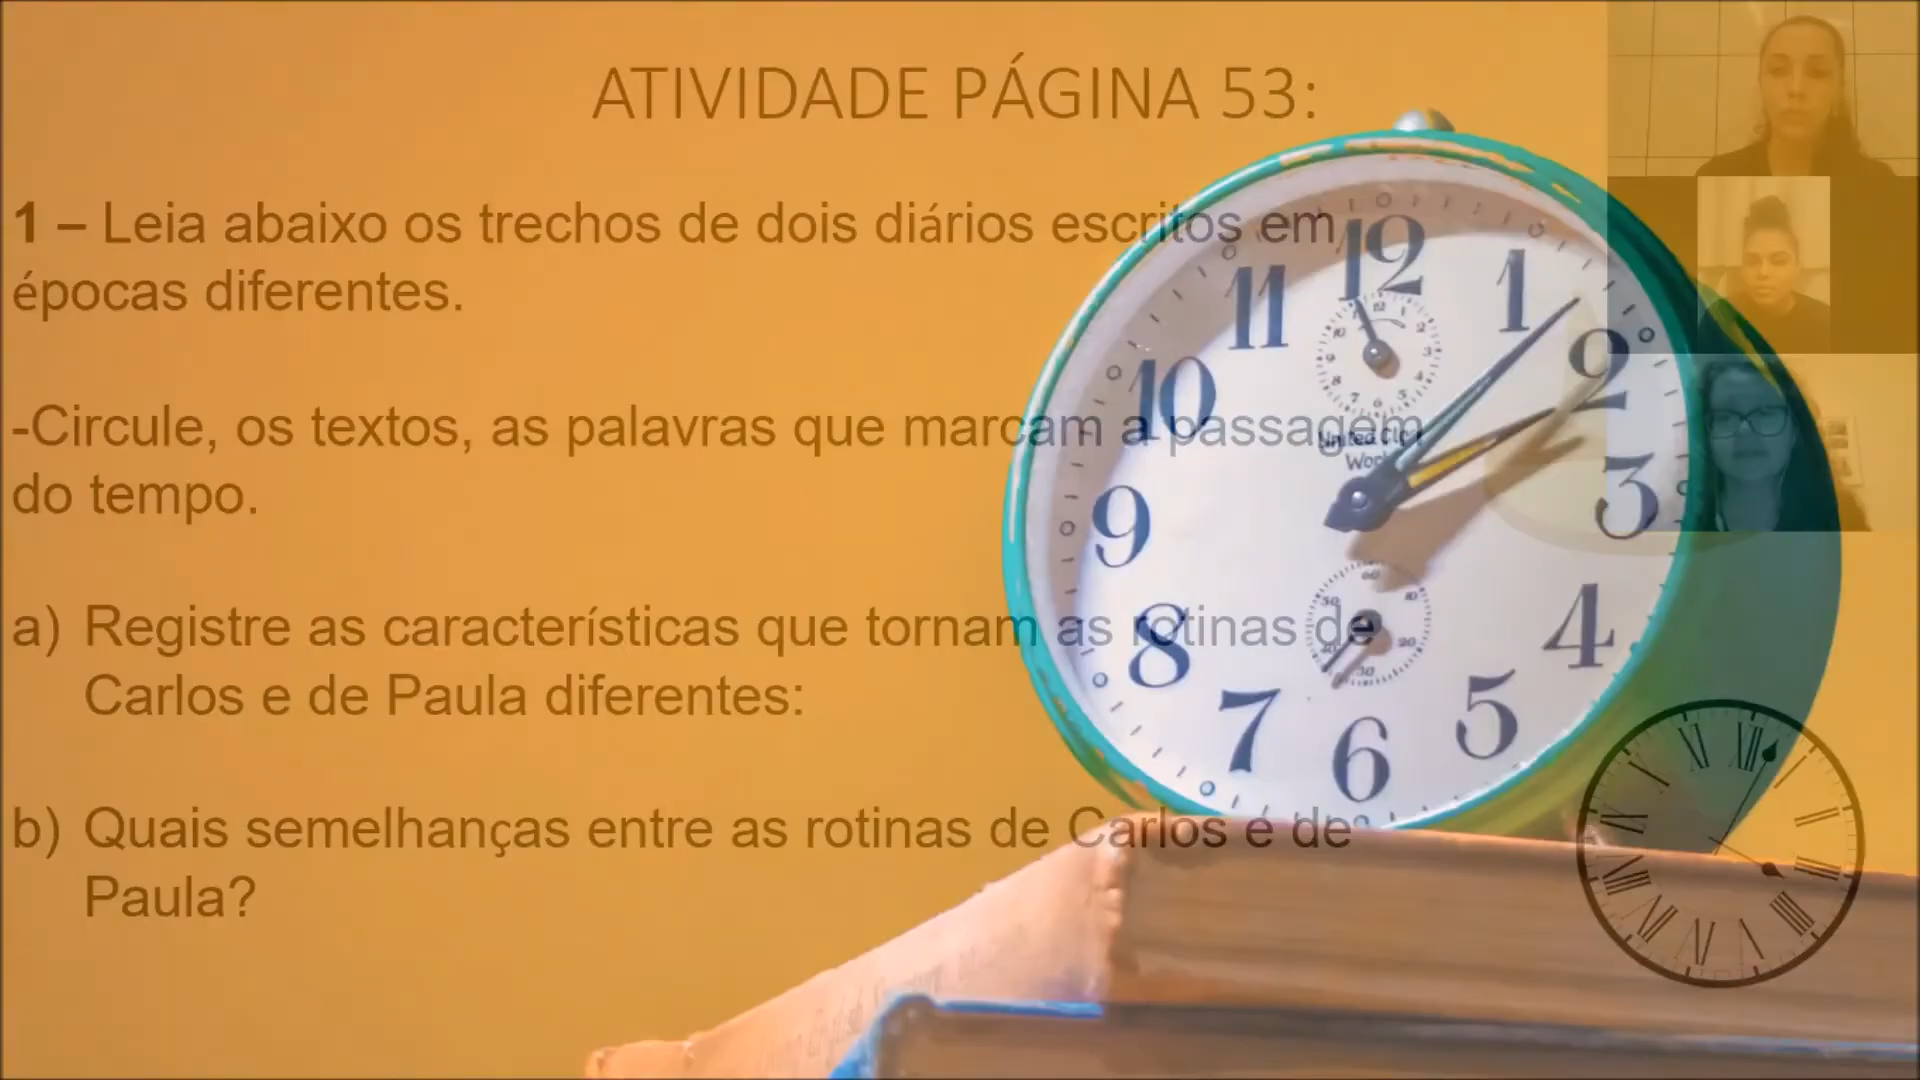 ATIVIDADE PÁGINA 53:
1 – Leia abaixo os trechos de dois diários escritos em
épocas diferentes.
-Circule, os textos, as palavras que marcam a passagem
do tempo.
a) Registre as características que tornam as rotinas de
Carlos e de Paula diferentes:
b) Quais semelhanças entre as rotinas de Carlos e de
Paula?
12
11 1
10 2
9 3
8 4
7 6 5
United